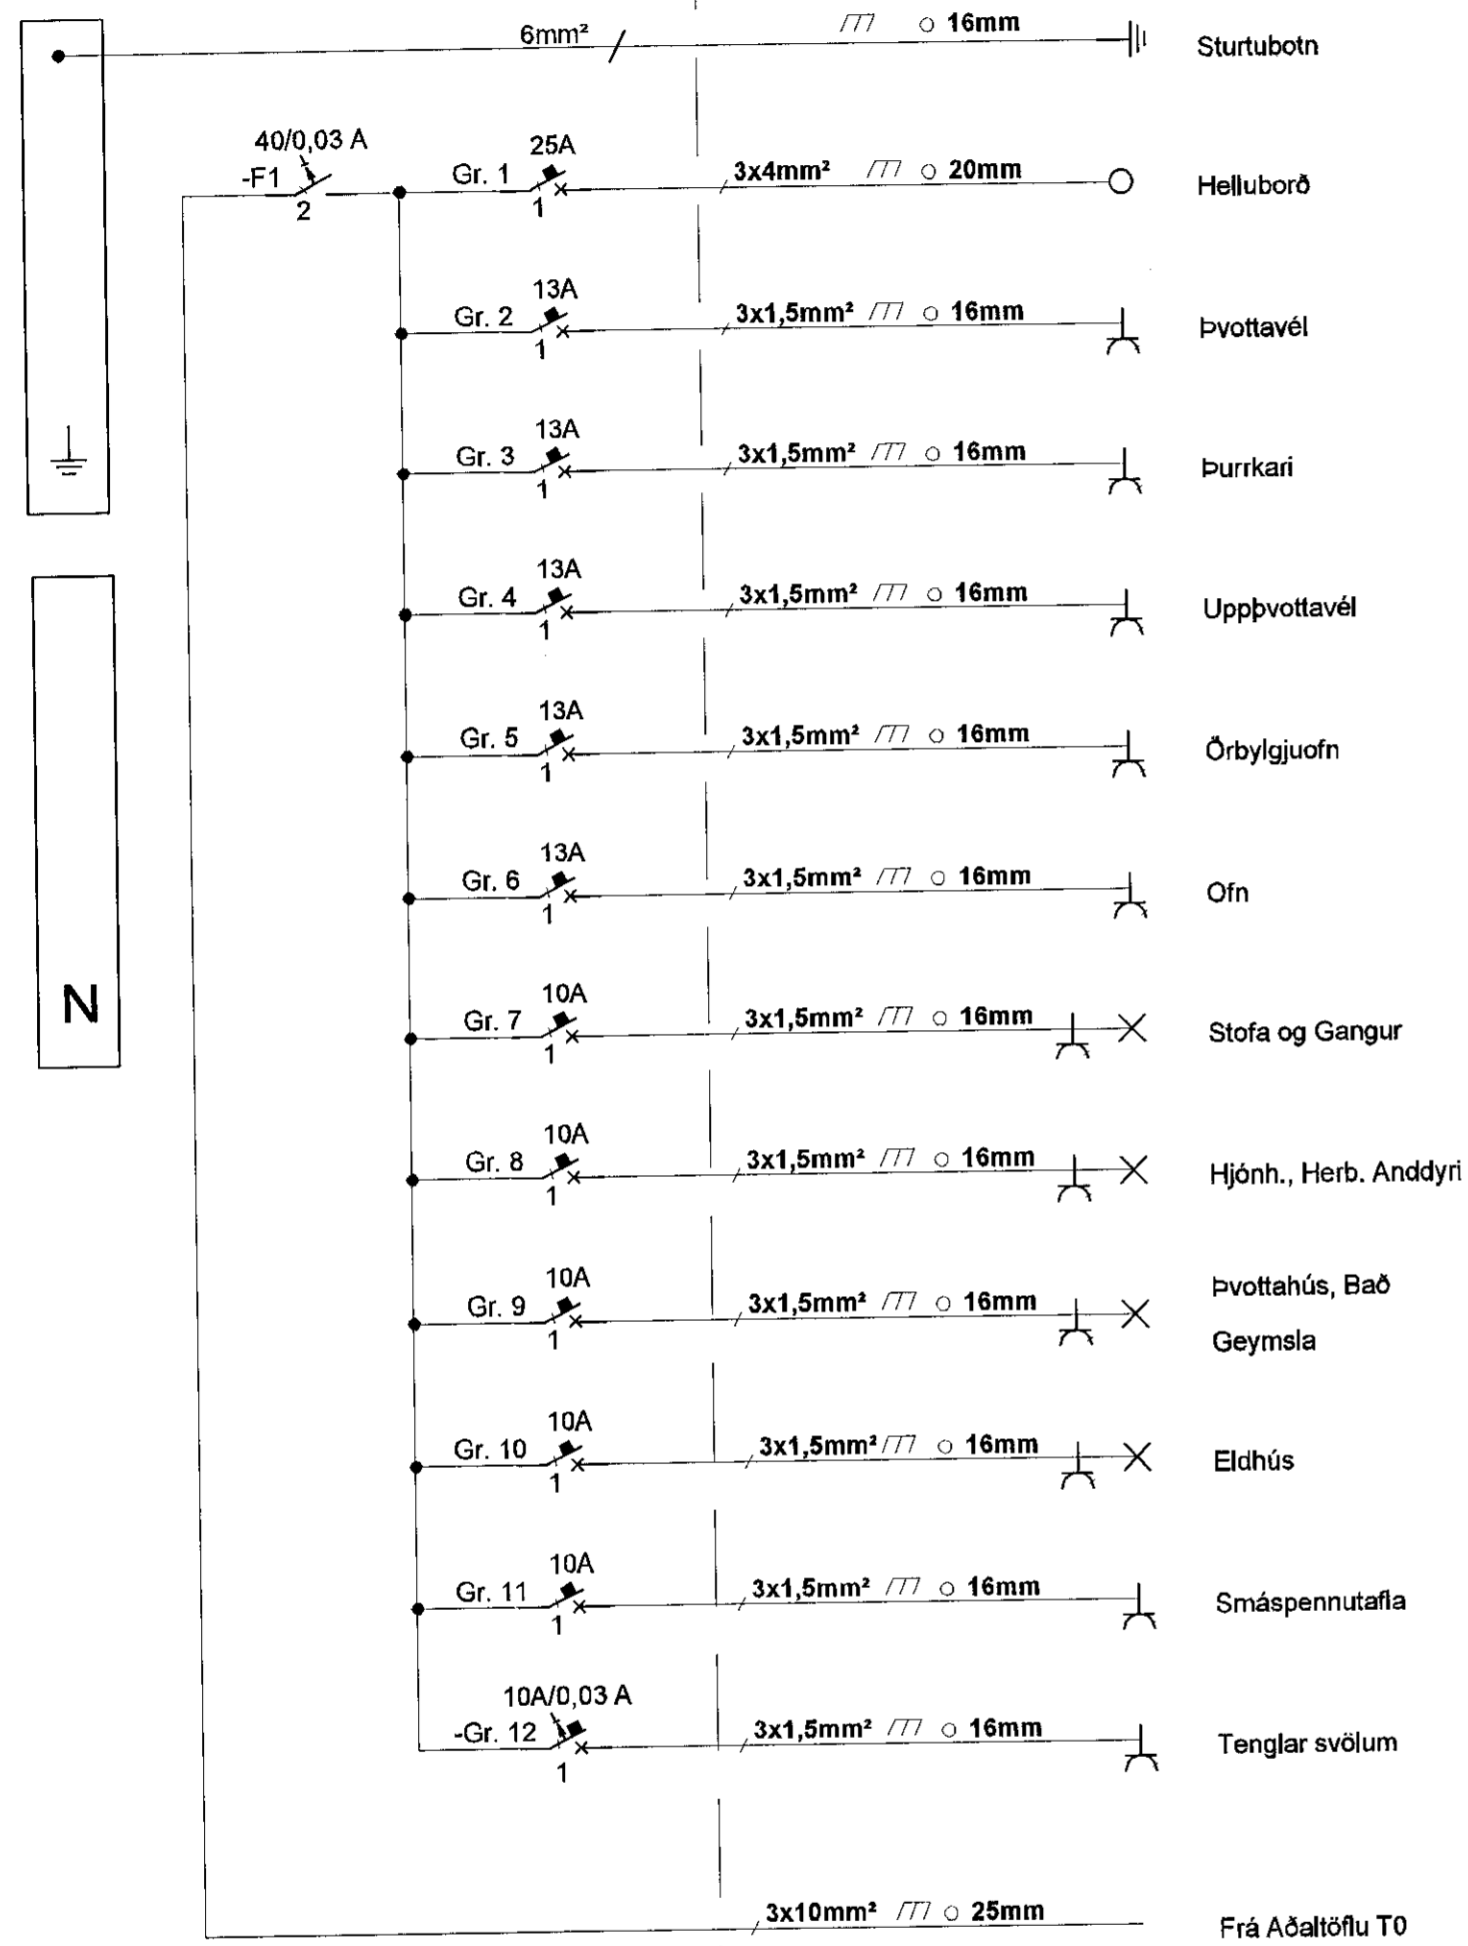 6mm² 16mm Sturtubotn
40/0,03 A
-F1
2
25A
Gr. 1 3x4mm² 20mm Helluborð
1
13A
Gr. 2 3x1,5mm² 16mm Þvottavél
1
13A
Gr. 3 3x1,5mm² 16mm Þurrkari
1
13A
Gr. 4 3x1,5mm² 16mm Uppþvottavél
1
13A
Gr. 5 3x1,5mm² 16mm Örbylgjuofn
1
13A
Gr. 6 3x1,5mm² 16mm Ofn
1
N
10A
Gr. 7 3x1,5mm² 16mm Stofa og Gangur
1
10A
Gr. 8 3x1,5mm² 16mm Hjónh., Herb. Anddyri
1
10A
Gr. 9 3x1,5mm² 16mm Þvottahús, Bað
1 Geymsla
10A
Gr. 10 3x1,5mm² 16mm Eldhús
1
10A
Gr. 11 3x1,5mm² 16mm Smáspennutafla
1
10A/0,03 A
-Gr. 12 3x1,5mm² 16mm Tenglar svölum
1
3x10mm² 25mm Frá Aðaltöflu T0